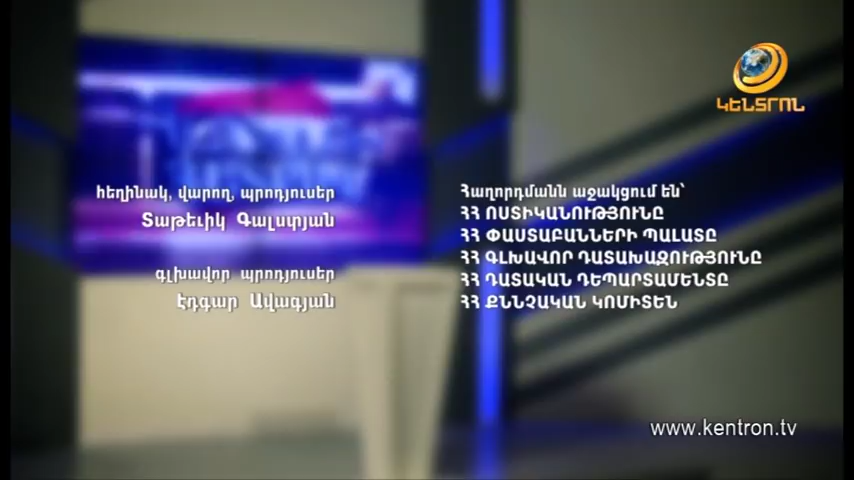 ԿԵՆՏՐՈՆ
հեղինակ, վարող, պրոդյուսեր
Տաթեւիկ Գալստյան
գլխավոր պրոդյուսեր
էդգար Ավագյան
Հաղորդմանն աջակցում են՝
ՀՀ ՈՍՏԻԿԱՆՈՒԹՅՈՒՆԸ
ՀՀ ՓԱՍՏԱԲԱՆՆԵՐԻ ՊԱԼԱՏԸ
ՀՀ ԳԼԽԱՎՈՐ ԴԱՏԱԽԱԶՈՒԹՅՈՒՆԸ
ՀՀ ԴԱՏԱԿԱՆ ԴԵՊԱՐՏԱՄԵՆՏԸ
ՀՀ ՔՆՆՉԱԿԱՆ ԿՈՄԻՏԵՆ
www.kentron.tv